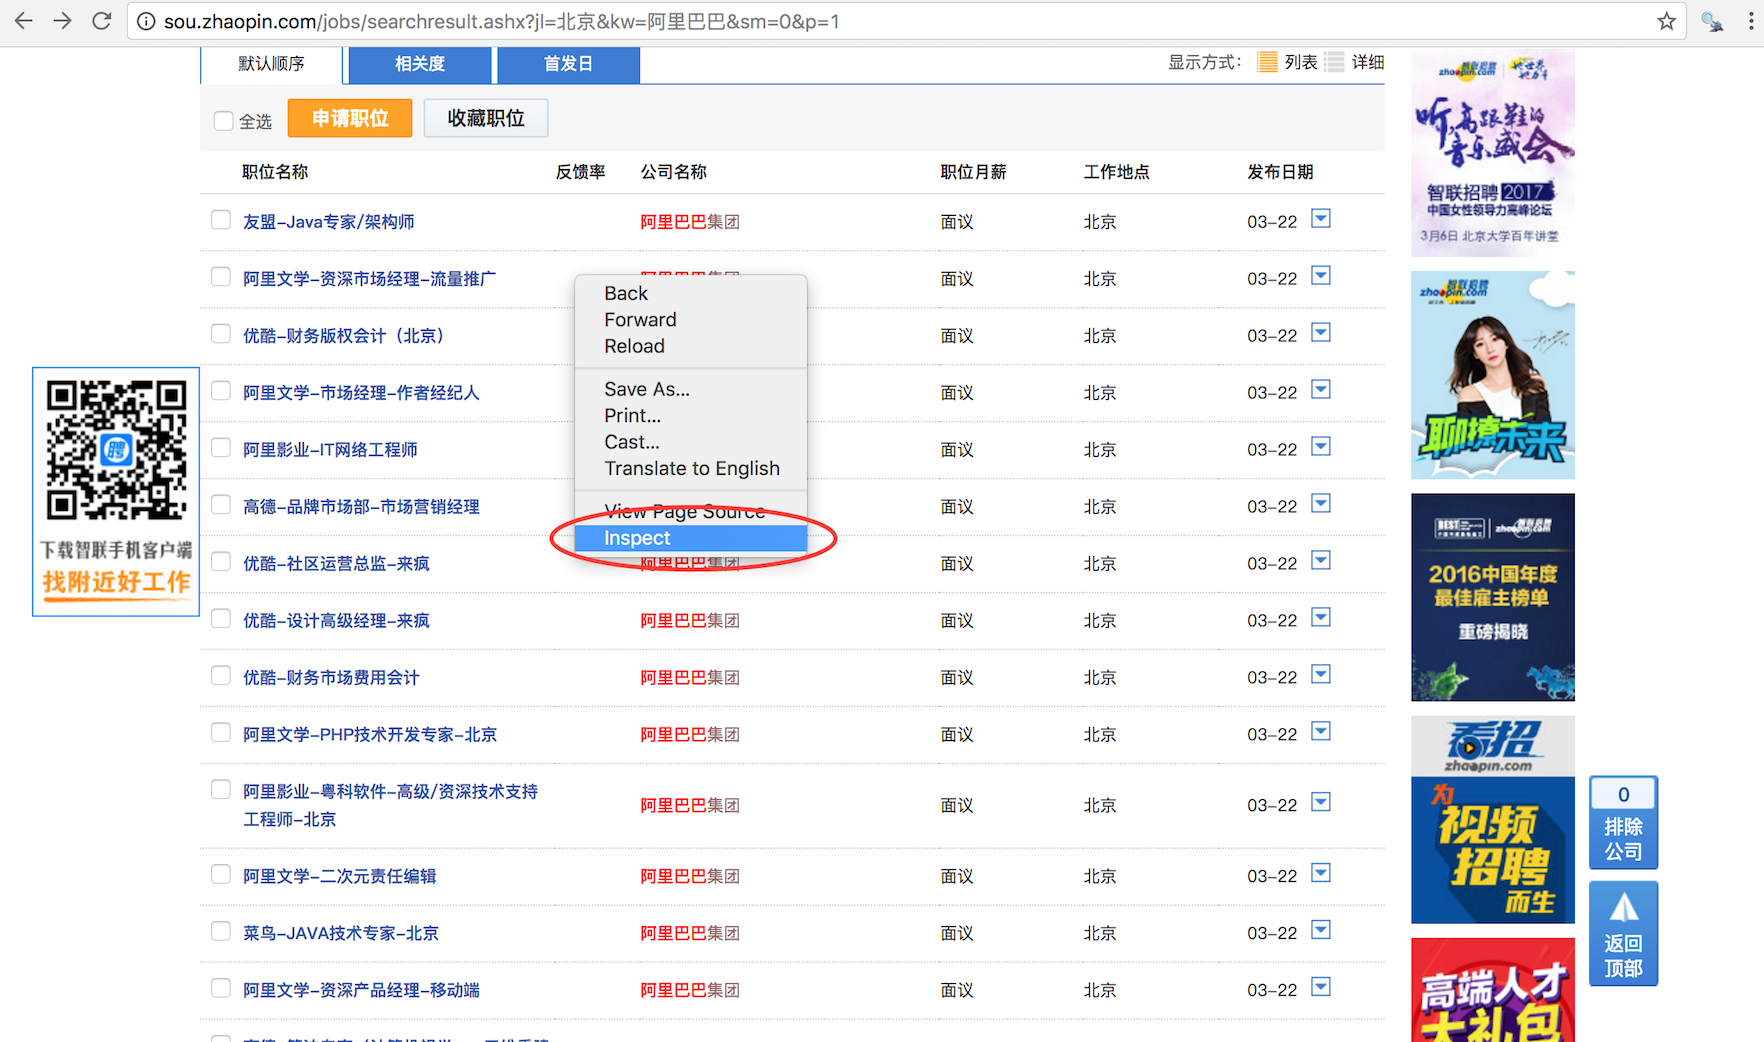 sou.zhaopin.com/jobs/searchresult.ashx?jl=北京&kw=阿里巴巴&sm=0&p=1
默认顺序 相关度 首发日 显示方式： 列表 详细
全选 申请职位 收藏职位
职位名称 反馈率 公司名称 职位月薪 工作地点 发布日期
友盟-Java专家/架构师 阿里巴巴集团 面议 北京 03-22
阿里文学-资深市场经理-流量推广 阿里巴巴集团 面议 北京 03-22
优酷-财务版权会计（北京） 面议 北京 03-22
阿里文学-市场经理-作者经纪人 面议 北京 03-22
阿里影业-IT网络工程师 面议 北京 03-22
高德-品牌市场部-市场营销经理 面议 北京 03-22
优酷-社区运营总监-来疯 阿里巴巴集团 面议 北京 03-22
优酷-设计高级经理-来疯 阿里巴巴集团 面议 北京 03-22
优酷-财务市场费用会计 阿里巴巴集团 面议 北京 03-22
阿里文学-PHP技术开发专家-北京 阿里巴巴集团 面议 北京 03-22
阿里影业-粤科软件-高级/资深技术支持
工程师-北京 阿里巴巴集团 面议 北京 03-22
阿里文学-二次元责任编辑 阿里巴巴集团 面议 北京 03-22
菜鸟-JAVA技术专家-北京 阿里巴巴集团 面议 北京 03-22
阿里文学-资深产品经理-移动端 阿里巴巴集团 面议 北京 03-22
Back
Forward
Reload
Save As...
Print...
Cast...
Translate to English
View Page Source
Inspect
聘
下载智联手机客户端
找附近好工作
智联招聘
zhaopin.com
听,高跟鞋的
音乐盛会
智联招聘2017
中国女性领导力高峰论坛
3月6日 北京大学百年讲堂
智联招聘
zhaopin.com
聊撩未来
BEST
zhaopin.com
2016中国年度
最佳雇主榜单
重磅揭晓
看招
zhaopin.com
为
视频
招聘
而生
高端人才
大礼包
0
排除
公司
返回
顶部